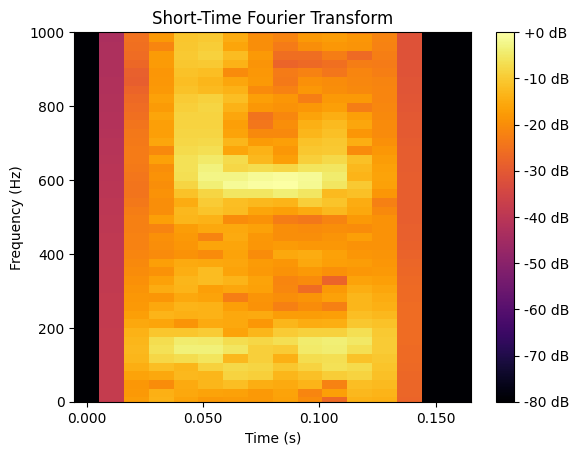 Short-Time Fourier Transform
1000
800
600
400
200
0
Frequency (Hz)
0.000
0.050
0.100
0.150
Time (s)
+0 dB
-10 dB
-20 dB
-30 dB
-40 dB
-50 dB
-60 dB
-70 dB
-80 dB